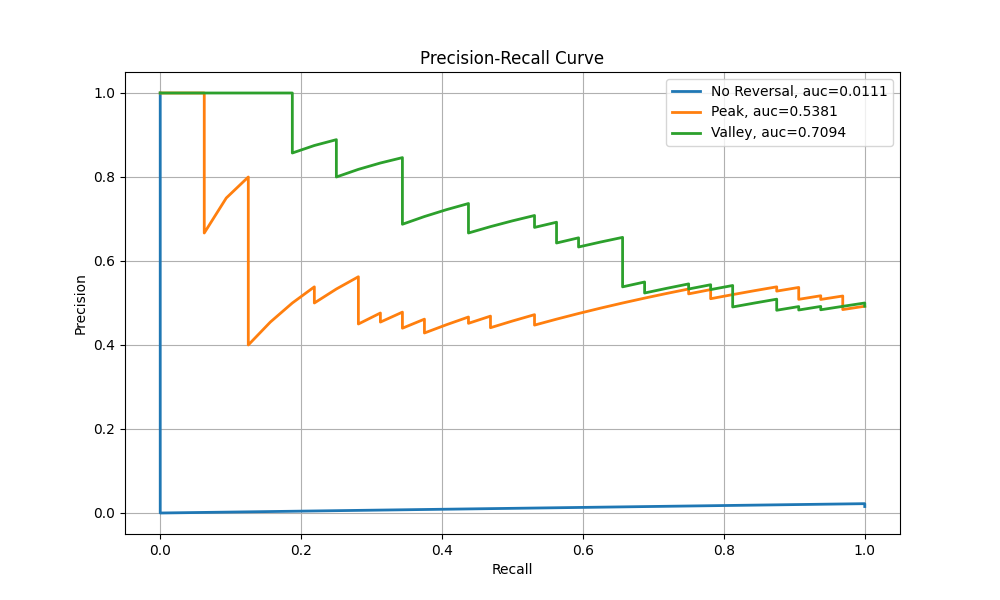 Precision-Recall Curve
No Reversal, auc=0.0111
Peak, auc=0.5381
Valley, auc=0.7094
1.0
0.8
0.6
0.4
0.2
0.0
Precision
0.0 0.2 0.4 0.6 0.8 1.0
Recall